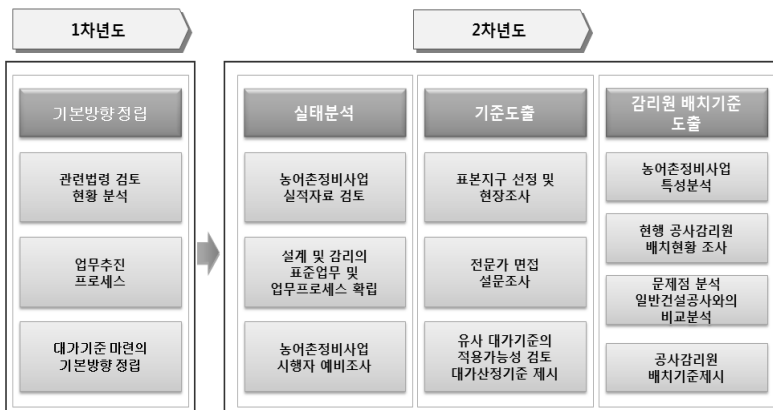 1차년도
2차년도
기본방향 정립
관련법령 검토
현황 분석
업무추진
프로세스
대가기준 마련의
기본방향 정립
실태분석
농어촌정비사업
실적자료 검토
설계 및 감리의
표준업무 및
업무프로세스 확립
농어촌정비사업
시행자 예비조사
기준도출
표본지구 선정 및
현장조사
전문가 면접
설문조사
유사 대가기준의
적용가능성 검토
대가산정기준 제시
감리원 배치기준
도출
농어촌정비사업
특성분석
현행 공사감리원
배치현황 조사
문제점 분석
일반건설공사와의
비교분석
공사감리원
배치기준제시